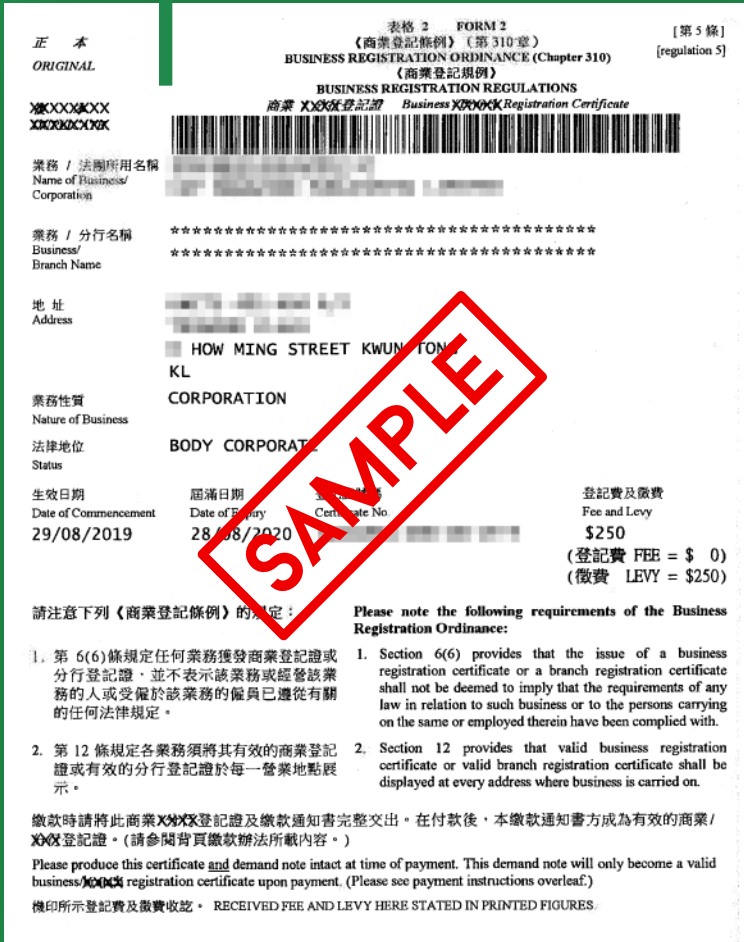 正 本
ORIGINAL
表格 2 FORM 2
《商業登記條例》（第 310 章）
BUSINESS REGISTRATION ORDINANCE (Chapter 310)
《商業登記規例》
BUSINESS REGISTRATION REGULATIONS
[第 5 條]
[regulation 5]
商業 登記證 Business Registration Certificate
業務 / 法團所用名稱
Name of Business/
Corporation
業務 / 分行名稱
Business/
Branch Name
****************************************
****************************************
地 址
Address
HOW MING STREET KWUN TONG
KL
業務性質
Nature of Business
CORPORATION
法律地位
Status
BODY CORPORATE
生效日期
Date of Commencement
29/08/2019
屆滿日期
Date of Expiry
28/08/2020
Certificate No.
登記費及徵費
Fee and Levy
$250
(登記費 FEE = $ 0)
(徵費 LEVY = $250)
SAMPLE
請注意下列《商業登記條例》的規定：
1. 第 6(6)條規定任何業務獲發商業登記證或
分行登記證，並不表示該業務或經營該業
務的人或受僱於該業務的僱員已遵從有關
的任何法律規定。
2. 第 12 條規定各業務須將其有效的商業登記
證或有效的分行登記證於每一營業地點展
示。
Please note the following requirements of the Business
Registration Ordinance:
1. Section 6(6) provides that the issue of a business
registration certificate or a branch registration certificate
shall not be deemed to imply that the requirements of any
law in relation to such business or to the persons carrying
on the same or employed therein have been complied with.
2. Section 12 provides that valid business registration
certificate or valid branch registration certificate shall be
displayed at every address where business is carried on.
繳款時請將此商業登記證及繳款通知書完整交出。在付款後，本繳款通知書方成為有效的商業/
登記證。(請參閱背頁繳款辦法所載內容。)
Please produce this certificate and demand note intact at time of payment. This demand note will only become a valid
business/ registration certificate upon payment. (Please see payment instructions overleaf.)
機印所示登記費及徵費收訖。 RECEIVED FEE AND LEVY HERE STATED IN PRINTED FIGURES.